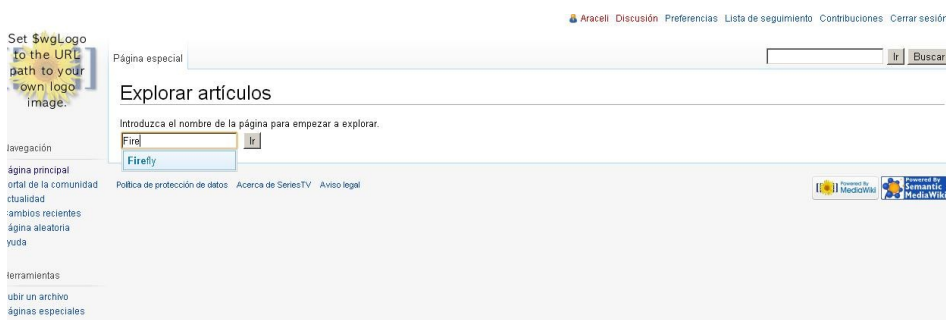 Araceli Discusión Preferencias Lista de seguimiento Contribuciones Cerrar sesión
Set $wgLogo
to the URL
path to your
own logo
image.
Página especial
Ir Buscar
Explorar artículos
Introduzca el nombre de la página para empezar a explorar.
Fire Ir
Firefly
Política de protección de datos Acerca de SeriesTV Aviso legal
Powered By
MediaWiki
Powered By
Semantic
MediaWiki
Navegación
ágina principal
ortal de la comunidad
ctualidad
ambios recientes
ágina aleatoria
yuda
Herramientas
ubir un archivo
áginas especiales